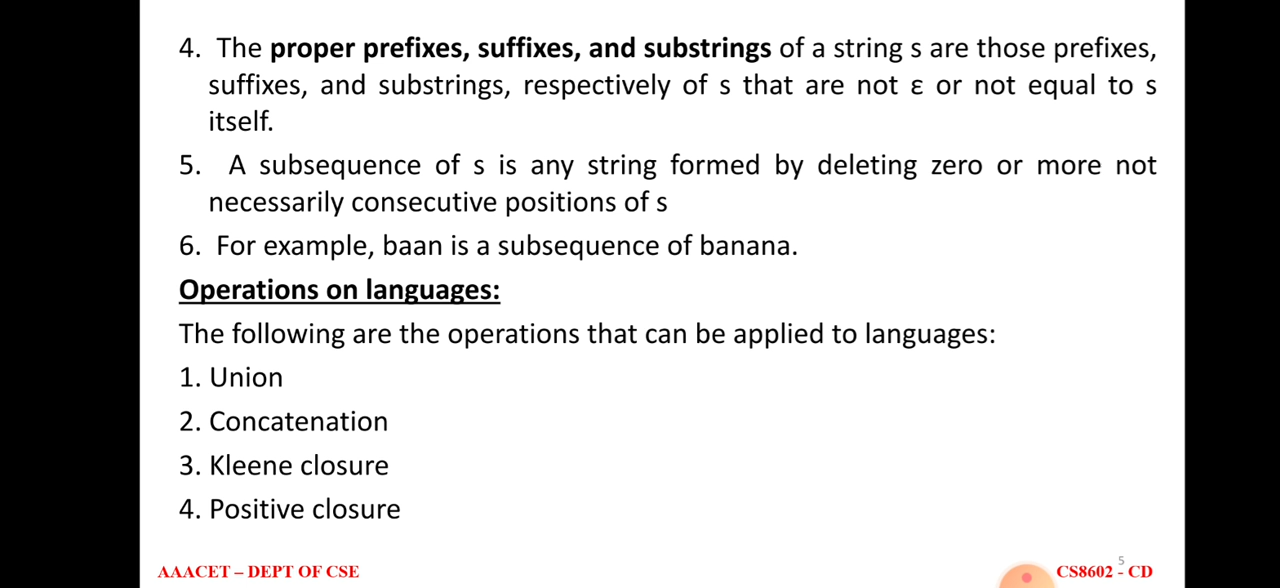 4. The proper prefixes, suffixes, and substrings of a string s are those prefixes,
suffixes, and substrings, respectively of s that are not ε or not equal to s
itself.
5. A subsequence of s is any string formed by deleting zero or more not
necessarily consecutive positions of s
6. For example, baan is a subsequence of banana.
Operations on languages:
The following are the operations that can be applied to languages:
1. Union
2. Concatenation
3. Kleene closure
4. Positive closure
5
AAACET – DEPT OF CSE
CS8602 - CD